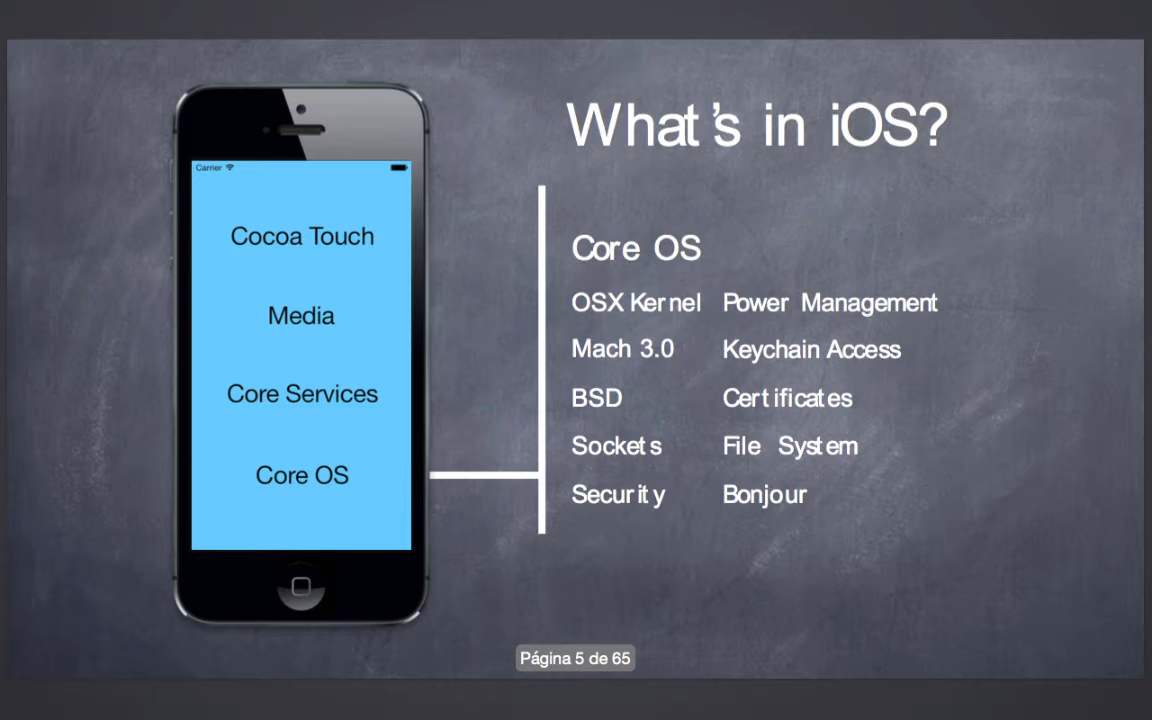 What's in iOS?
Carrier
Cocoa Touch
Media
Core Services
Core OS
Core OS
OSX Kernel Power Management
Mach 3.0 Keychain Access
BSD Certificates
Sockets File System
Security Bonjour
Página 5 de 65